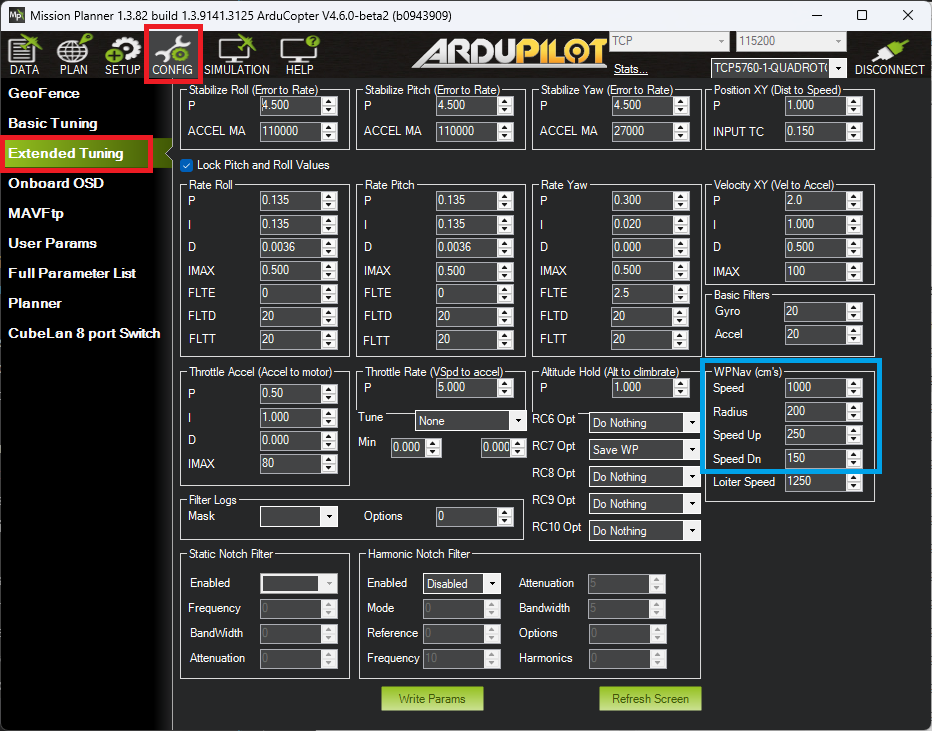 Mission Planner 1.3.82 build 1.3.9141.3125 ArduCopter V4.6.0-beta2 (b0943909)
DATA PLAN SETUP CONFIG SIMULATION HELP
ARDUPILOT
TCP 115200
Stats... TCP5760-1-QUADROTO DISCONNECT
GeoFence
Basic Tuning
Extended Tuning
Onboard OSD
MAVFtp
User Params
Full Parameter List
Planner
CubeLan 8 port Switch
Stabilize Roll (Error to Rate)
P 4.500
ACCEL MA 110000
Stabilize Pitch (Error to Rate)
P 4.500
ACCEL MA 110000
Stabilize Yaw (Error to Rate)
P 4.500
ACCEL MA 27000
Position XY (Dist to Speed)
P 1.000
INPUT TC 0.150
Lock Pitch and Roll Values
Rate Roll
P 0.135
I 0.135
D 0.0036
IMAX 0.500
FLTE 0
FLTD 20
FLTT 20
Rate Pitch
P 0.135
I 0.135
D 0.0036
IMAX 0.500
FLTE 0
FLTD 20
FLTT 20
Rate Yaw
P 0.300
I 0.020
D 0.000
IMAX 0.500
FLTE 2.5
FLTD 20
FLTT 20
Velocity XY (Vel to Accel)
P 2.0
I 1.000
D 0.500
IMAX 100
Basic Filters
Gyro 20
Accel 20
Throttle Accel (Accel to motor)
P 0.50
I 1.000
D 0.000
IMAX 80
Throttle Rate (VSpd to accel)
P 5.000
Tune None
Min 0.000 0.000
Altitude Hold (Alt to climbrate)
P 1.000
RC6 Opt Do Nothing
RC7 Opt Save WP
RC8 Opt Do Nothing
RC9 Opt Do Nothing
RC10 Opt Do Nothing
WPNav (cm's)
Speed 1000
Radius 200
Speed Up 250
Speed Dn 150
Loiter Speed 1250
Filter Logs
Mask Options 0
Static Notch Filter
Enabled
Frequency 0
BandWidth 0
Attenuation 0
Harmonic Notch Filter
Enabled Disabled Attenuation 5
Mode 0 Bandwidth 5
Reference 0 Options 0
Frequency 10 Harmonics 0
Write Params Refresh Screen